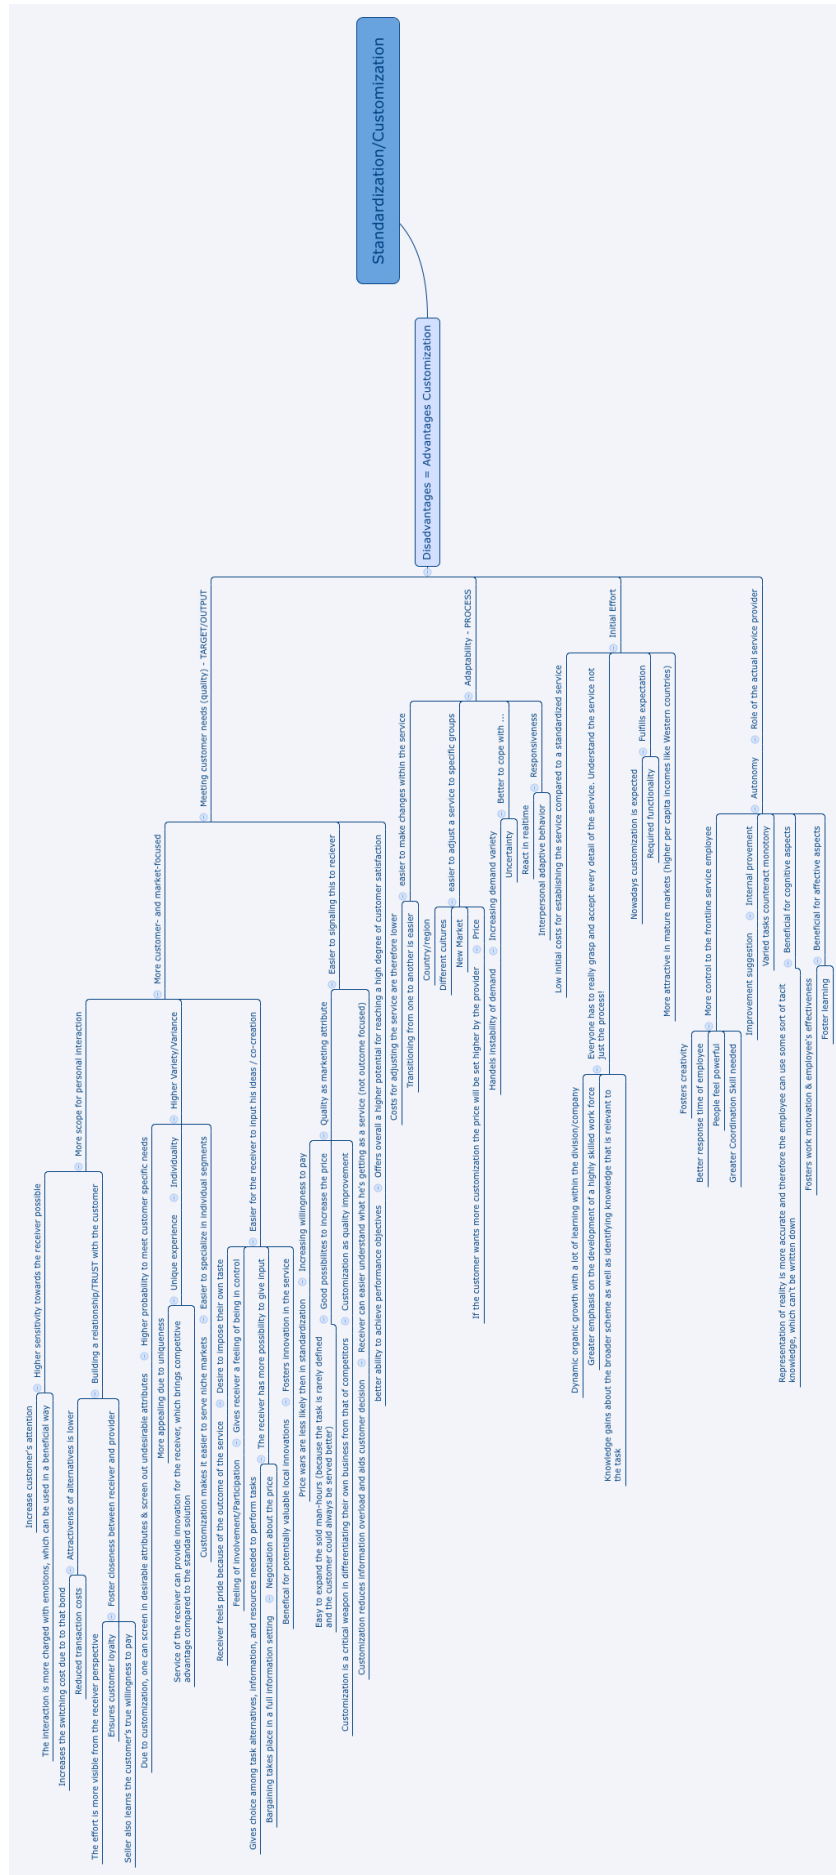 Standardization/Customization
Disadvantages = Advantages Customization
Meeting customer needs (quality) - TARGET/OUTPUT
More customer- and market-focused
More scope for personal interaction
Higher sensitivity towards the receiver possible
Increase customer's attention
The interaction is more charged with emotions, which can be used in a beneficial way
Building a relationship/TRUST with the customer
Attractivenss of alternatives is lower
Increases the switching cost due to to that bond
Reduced transaction costs
Foster closeness between receiver and provider
The effort is more visible from the receiver perspective
Ensures customer loyalty
Seller also learns the customer's true willingness to pay
Higher Variety/Variance
Higher probability to meet customer specific needs
Due to customization, one can screen in desirable attributes & screen out undesirable attributes
Individuality
Unique experience
More appealing due to uniqueness
Service of the receiver can provide innovation for the receiver, which brings competitive
advantage compared to the standard solution
Easier to specialize in individual segments
Customization makes it easier to serve niche markets
Easier for the receiver to input his ideas / co-creation
Desire to impose their own taste
Receiver feels pride because of the outcome of the service
Gives receiver a feeling of being in control
Feeling of involvement/Participation
The receiver has more possibility to give input
Gives choice among task alternatives, information, and resources needed to perform tasks
Negotiation about the price
Bargaining takes place in a full information setting
Fosters innovation in the service
Benefical for potentially valuable local innovations
Easier to signaling this to reciever
Quality as marketing attribute
Increasing willingness to pay
Price wars are less likely then in standardization
Good possibilites to increase the price
Easy to expand the sold man-hours (because the task is rarely defined
and the customer could always be served better)
Customization as quality improvement
Customization is a critical weapon in differentiating their own business from that of competitors
Receiver can easier understand what he's getting as a service (not outcome focused)
Customization reduces information overload and aids customer decision
Offers overall a higher potential for reaching a high degree of customer satisfaction
better ability to achieve performance objectives
Adaptability - PROCESS
easier to make changes within the service
Costs for adjusting the service are therefore lower
Transitioning from one to another is easier
easier to adjust a service to specific groups
Country/region
Different cultures
New Market
Price
If the customer wants more customization the price will be set higher by the provider
Better to cope with ...
Increasing demand variety
Handels instability of demand
Uncertainty
Responsiveness
React in realtime
Interpersonal adaptive behavior
Initial Effort
Low initial costs for establishing the service compared to a standardized service
Everyone has to really grasp and accept every detail of the service. Understand the service not
just the process!
Dynamic organic growth with a lot of learning within the division/company
Greater emphasis on the development of a highly skilled work force
Knowledge gains about the broader scheme as well as identifying knowledge that is relevant to
the task
Fulfills expectation
Nowadays customization is expected
Required functionality
More attractive in mature markets (higher per capita incomes like Western countries)
Role of the actual service provider
Autonomy
More control to the frontline service employee
Fosters creativity
Better response time of employee
People feel powerful
Greater Coordination Skill needed
Internal provement
Improvement suggestion
Varied tasks counteract monotony
Beneficial for cognitive aspects
Representation of reality is more accurate and therefore the employee can use some sort of tacit
knowledge, which can't be written down
Beneficial for affective aspects
Fosters work motivation & employee's effectiveness
Foster learning